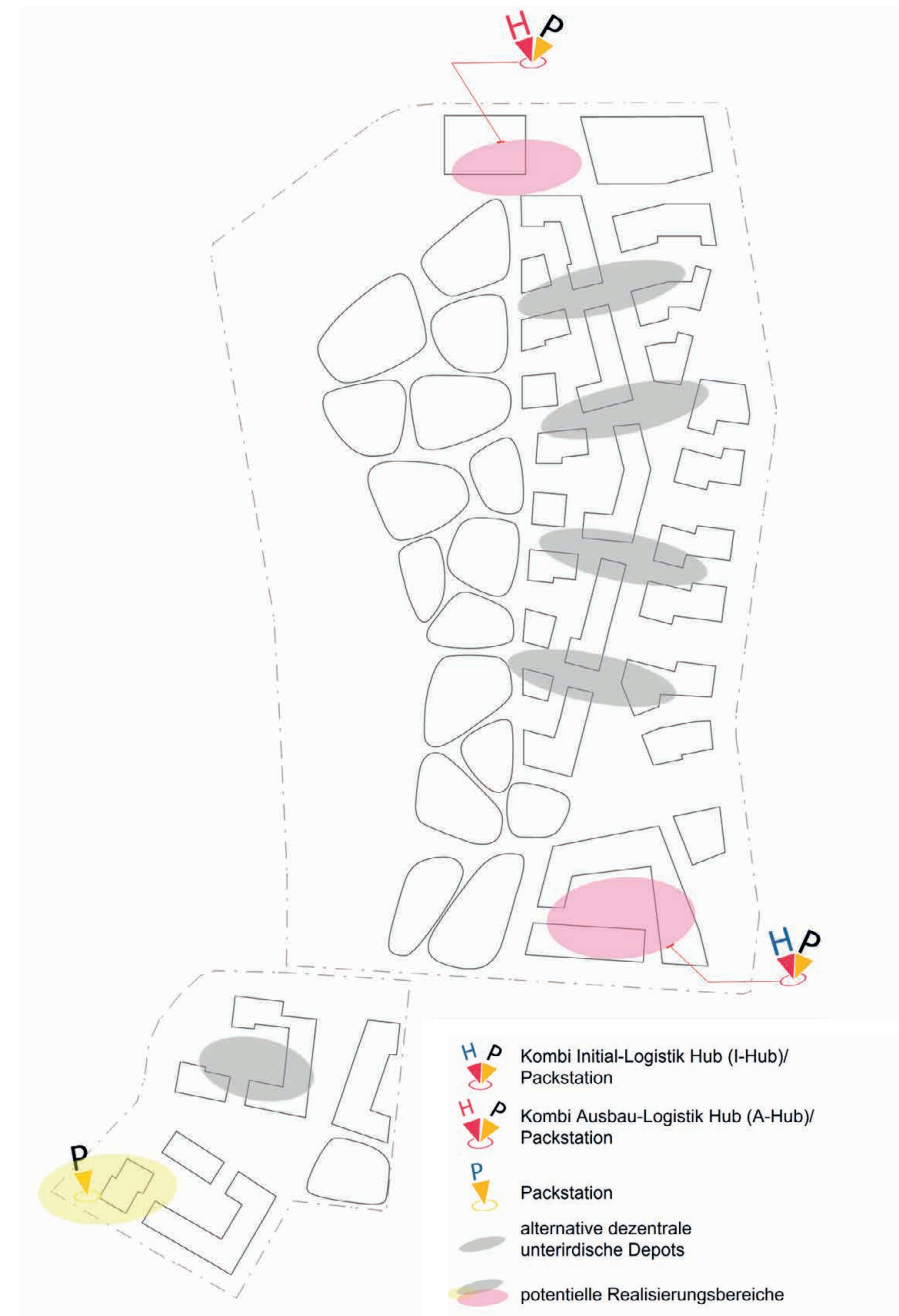 H P
H P
P
H P Kombi Initial-Logistik Hub (I-Hub)/
Packstation
H P Kombi Ausbau-Logistik Hub (A-Hub)/
Packstation
P
Packstation
alternative dezentrale
unterirdische Depots
potentielle Realisierungsbereiche